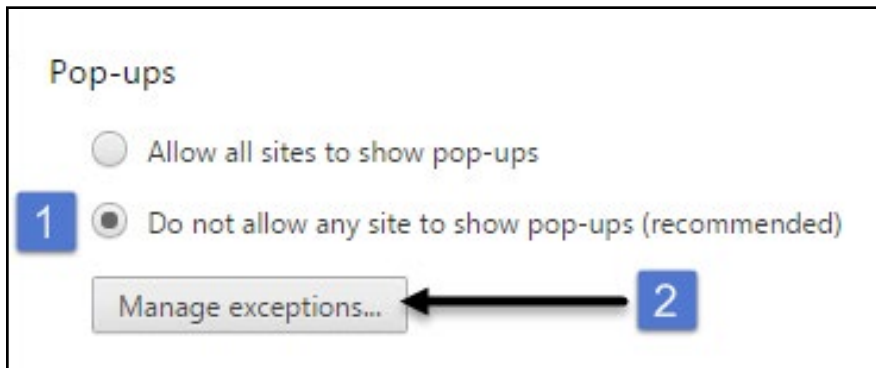 Pop-ups
Allow all sites to show pop-ups
1 Do not allow any site to show pop-ups (recommended)
Manage exceptions... 2